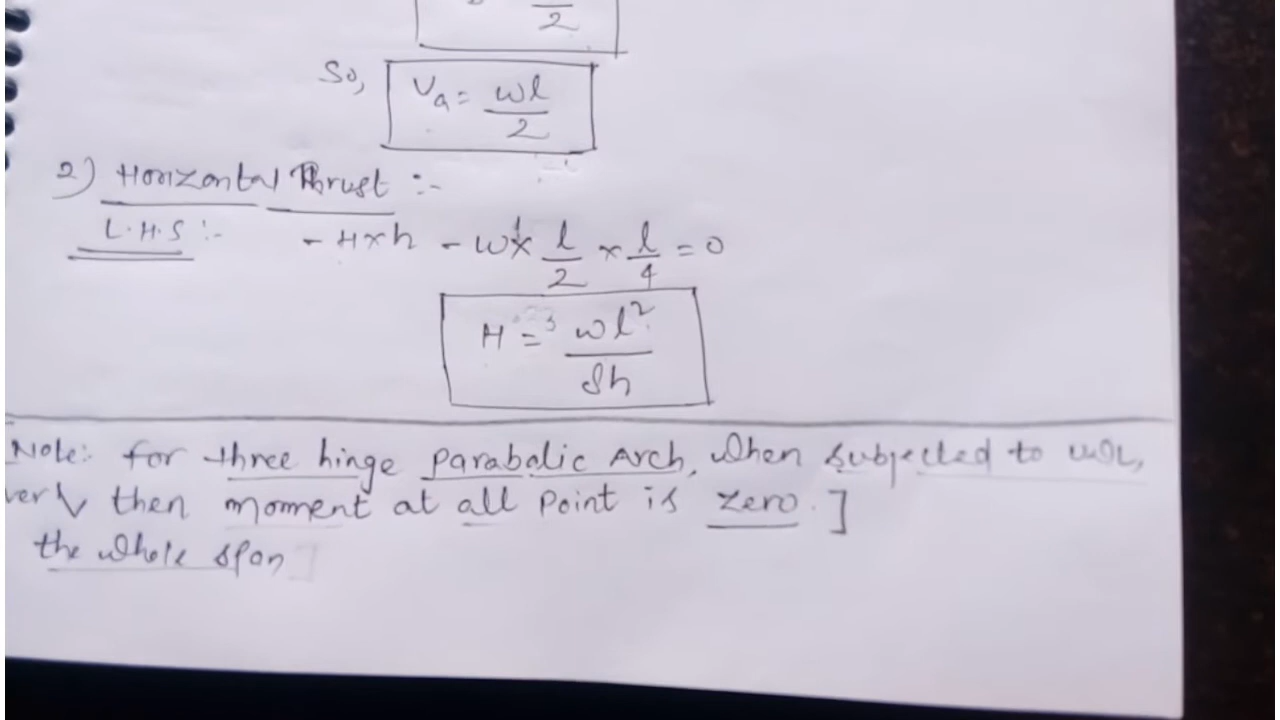 2
So, Va = wl/2
2) Horizontal Thrust :-
L.H.S :- - H×h - w× l/2 × l/4 = 0
H = wl²/8h
Note: for three hinge parabolic Arch, when subjected to udl,
over then moment at all point is zero.]
the whole span]